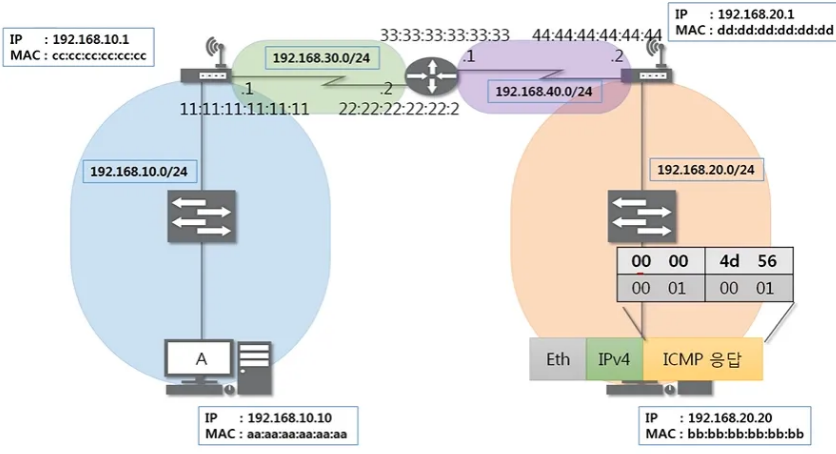 33:33:33:33:33:33
44:44:44:44:44:44
IP : 192.168.20.1
MAC : dd:dd:dd:dd:dd:dd
IP : 192.168.10.1
MAC : cc:cc:cc:cc:cc:cc
192.168.30.0/24
.1
.2
.1
.2
192.168.40.0/24
11:11:11:11:11:11
22:22:22:22:22:2
192.168.10.0/24
192.168.20.0/24
00 00 4d 56
00 01 00 01
A
Eth IPv4 ICMP 응답
IP : 192.168.10.10
MAC : aa:aa:aa:aa:aa:aa
IP : 192.168.20.20
MAC : bb:bb:bb:bb:bb:bb